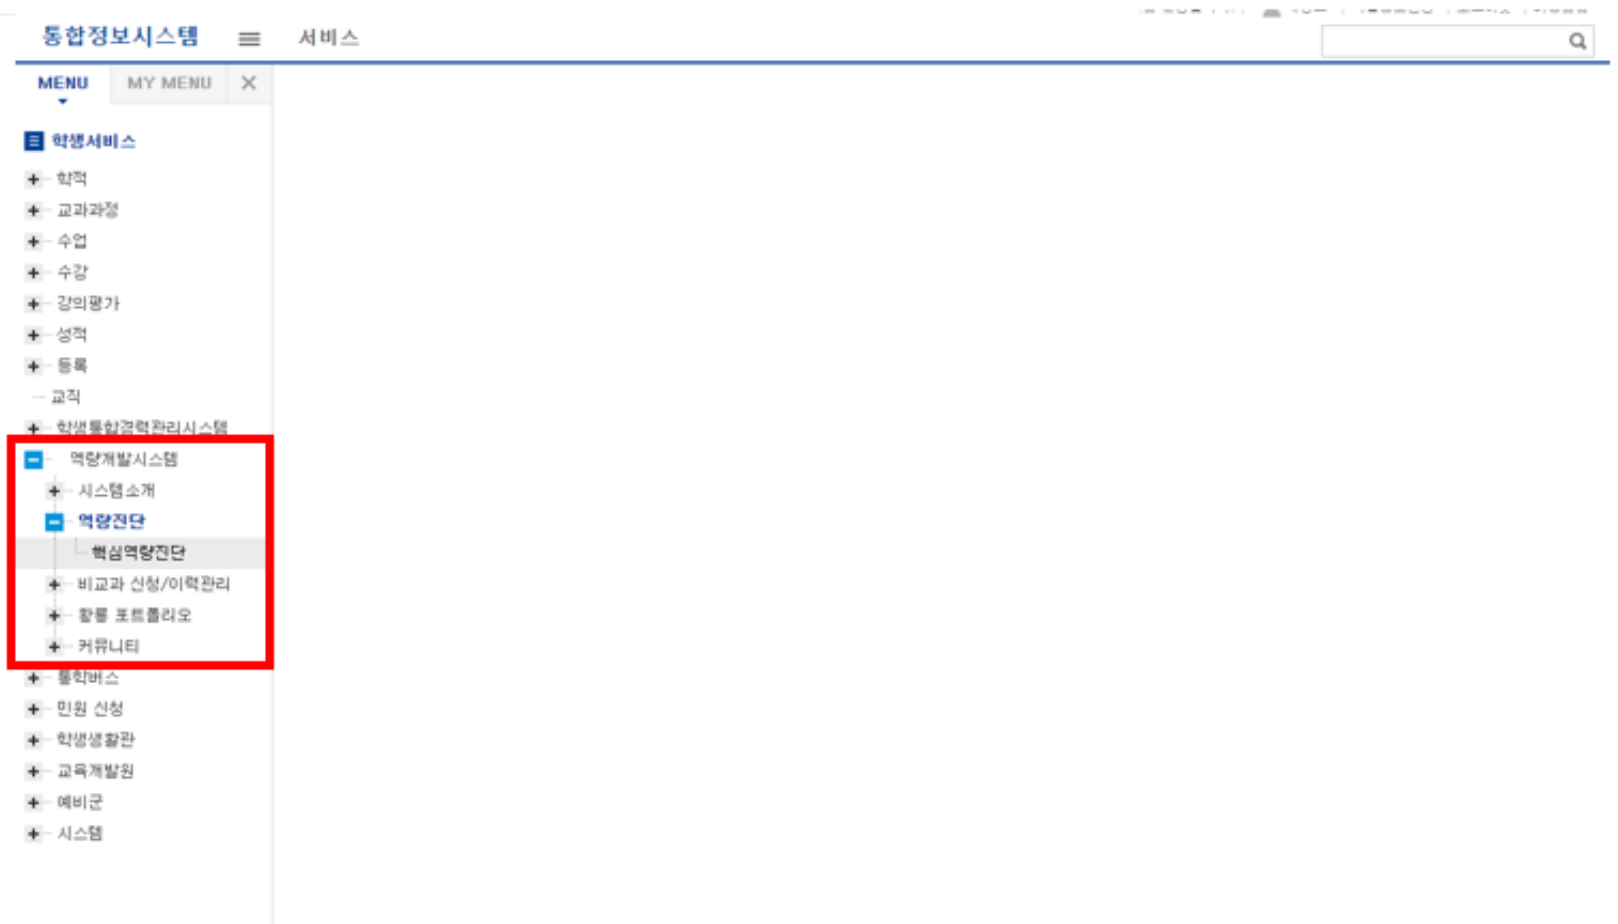 통합정보시스템
서비스
MENU MY MENU
학생서비스
학적
교과과정
수업
수강
강의평가
성적
등록
교직
학생통합경력관리시스템
역량개발시스템
시스템소개
역량진단
핵심역량진단
비교과 신청/이력관리
황룡 포트폴리오
커뮤니티
통학버스
민원 신청
학생생활관
교육개발원
예비군
시스템